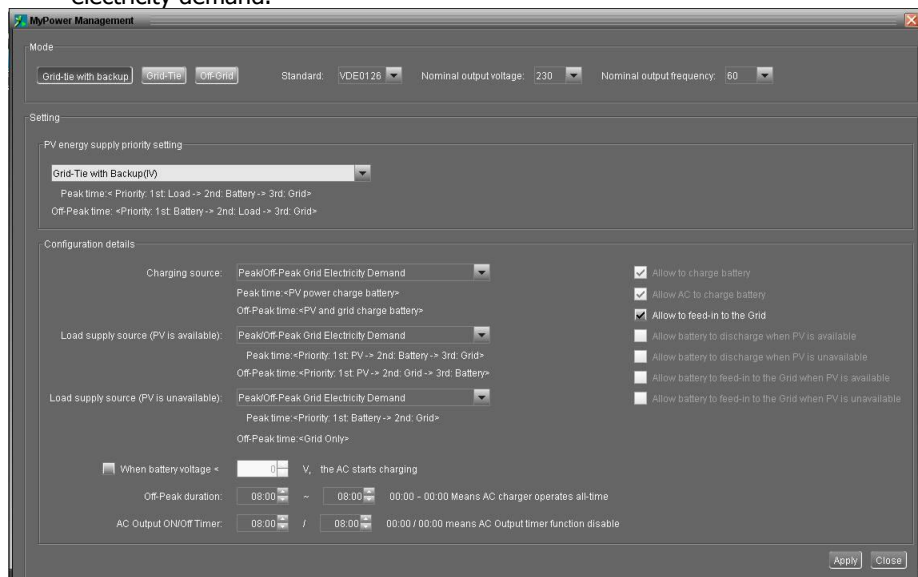 electricity demand.
MyPower Management
Mode
Grid-tie with backup Grid-Tie Off-Grid Standard: VDE0126 Nominal output voltage: 230 Nominal output frequency: 60
Setting
PV energy supply priority setting
Grid-Tie with Backup(IV)
Peak time:< Priority: 1st: Load -> 2nd: Battery -> 3rd: Grid>
Off-Peak time: <Priority: 1st: Battery -> 2nd: Load -> 3rd: Grid>
Configuration details
Charging source: Peak/Off-Peak Grid Electricity Demand Allow to charge battery
Peak time:<PV power charge battery> Allow AC to charge battery
Off-Peak time:<PV and grid charge battery> Allow to feed-in to the Grid
Load supply source (PV is available): Peak/Off-Peak Grid Electricity Demand Allow battery to discharge when PV is available
Peak time:<Priority: 1st: PV -> 2nd: Battery -> 3rd: Grid> Allow battery to discharge when PV is unavailable
Off-Peak time:<Priority: 1st: PV -> 2nd: Grid -> 3rd: Battery> Allow battery to feed-in to the Grid when PV is available
Load supply source (PV is unavailable): Peak/Off-Peak Grid Electricity Demand Allow battery to feed-in to the Grid when PV is unavailable
Peak time:<Priority: 1st: Battery -> 2nd: Grid>
Off-Peak time:<Grid Only>
When battery voltage < 0 V, the AC starts charging
Off-Peak duration: 08:00 ~ 08:00 00:00 - 00:00 Means AC charger operates all-time
AC Output ON/Off Timer: 08:00 / 08:00 00:00 / 00:00 means AC Output timer function disable
Apply Close